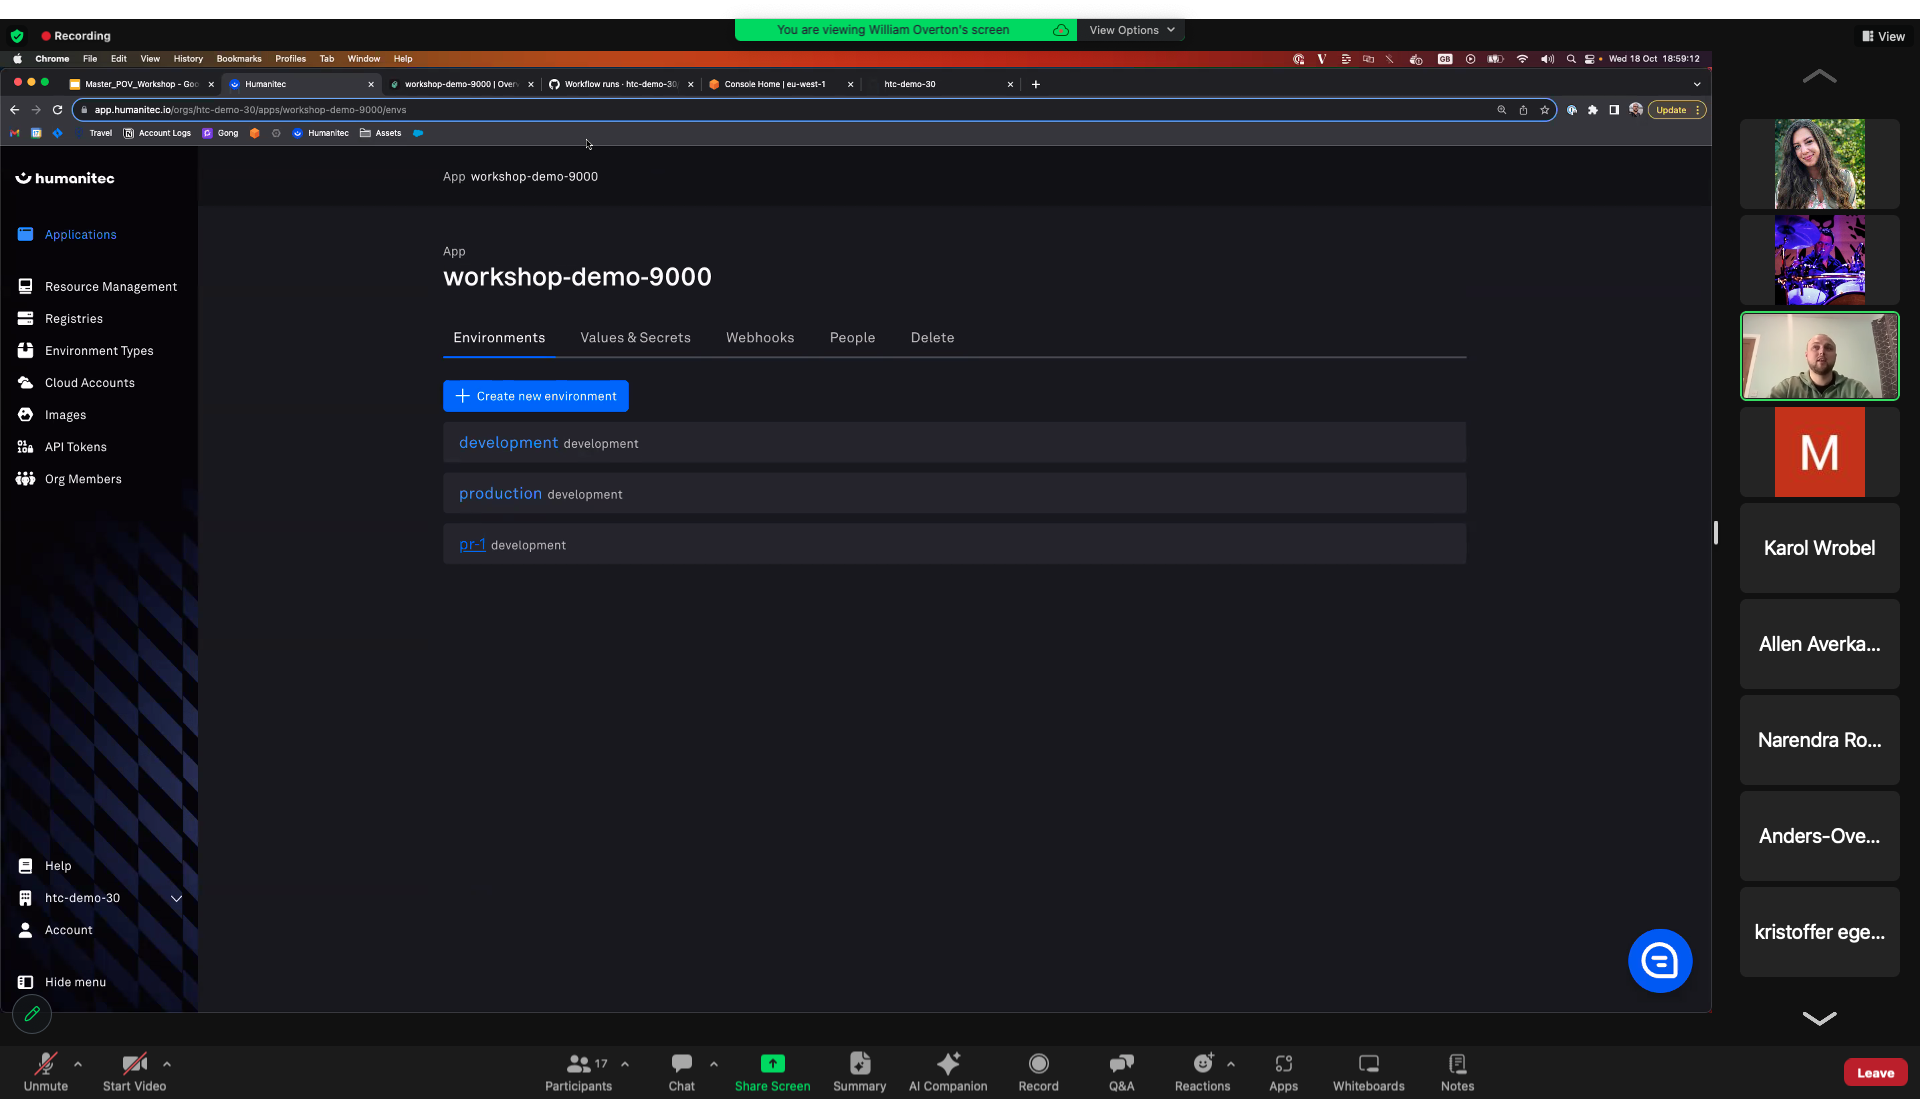 Recording
You are viewing William Overton's screen
View Options
View
Chrome File Edit View History Bookmarks Profiles Tab Window Help
Wed 18 Oct 18:59:12
Master_POV_Workshop - Goo
Humanitec
workshop-demo-9000 | Over
Workflow runs · htc-demo-30/
Console Home | eu-west-1
htc-demo-30
app.humanitec.io/orgs/htc-demo-30/apps/workshop-demo-9000/envs
Update
Travel Account Logs Gong Humanitec Assets
humanitec
App workshop-demo-9000
Applications
Resource Management
Registries
Environment Types
Cloud Accounts
Images
API Tokens
Org Members
App
workshop-demo-9000
Environments Values & Secrets Webhooks People Delete
Create new environment
development development
production development
pr-1 development
Help
htc-demo-30
Account
Hide menu
M
Karol Wrobel
Allen Averka...
Narendra Ro...
Anders-Ove...
kristoffer ege...
Unmute
Start Video
17
Participants
Chat
Share Screen
Summary
AI Companion
Record
Q&A
Reactions
Apps
Whiteboards
Notes
Leave